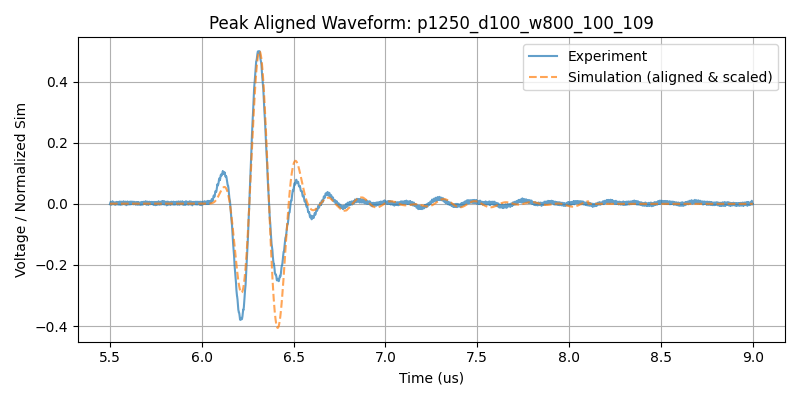 Peak Aligned Waveform: p1250_d100_w800_100_109
Experiment
Simulation (aligned & scaled)
Voltage / Normalized Sim
0.4
0.2
0.0
−0.2
−0.4
5.5 6.0 6.5 7.0 7.5 8.0 8.5 9.0
Time (us)